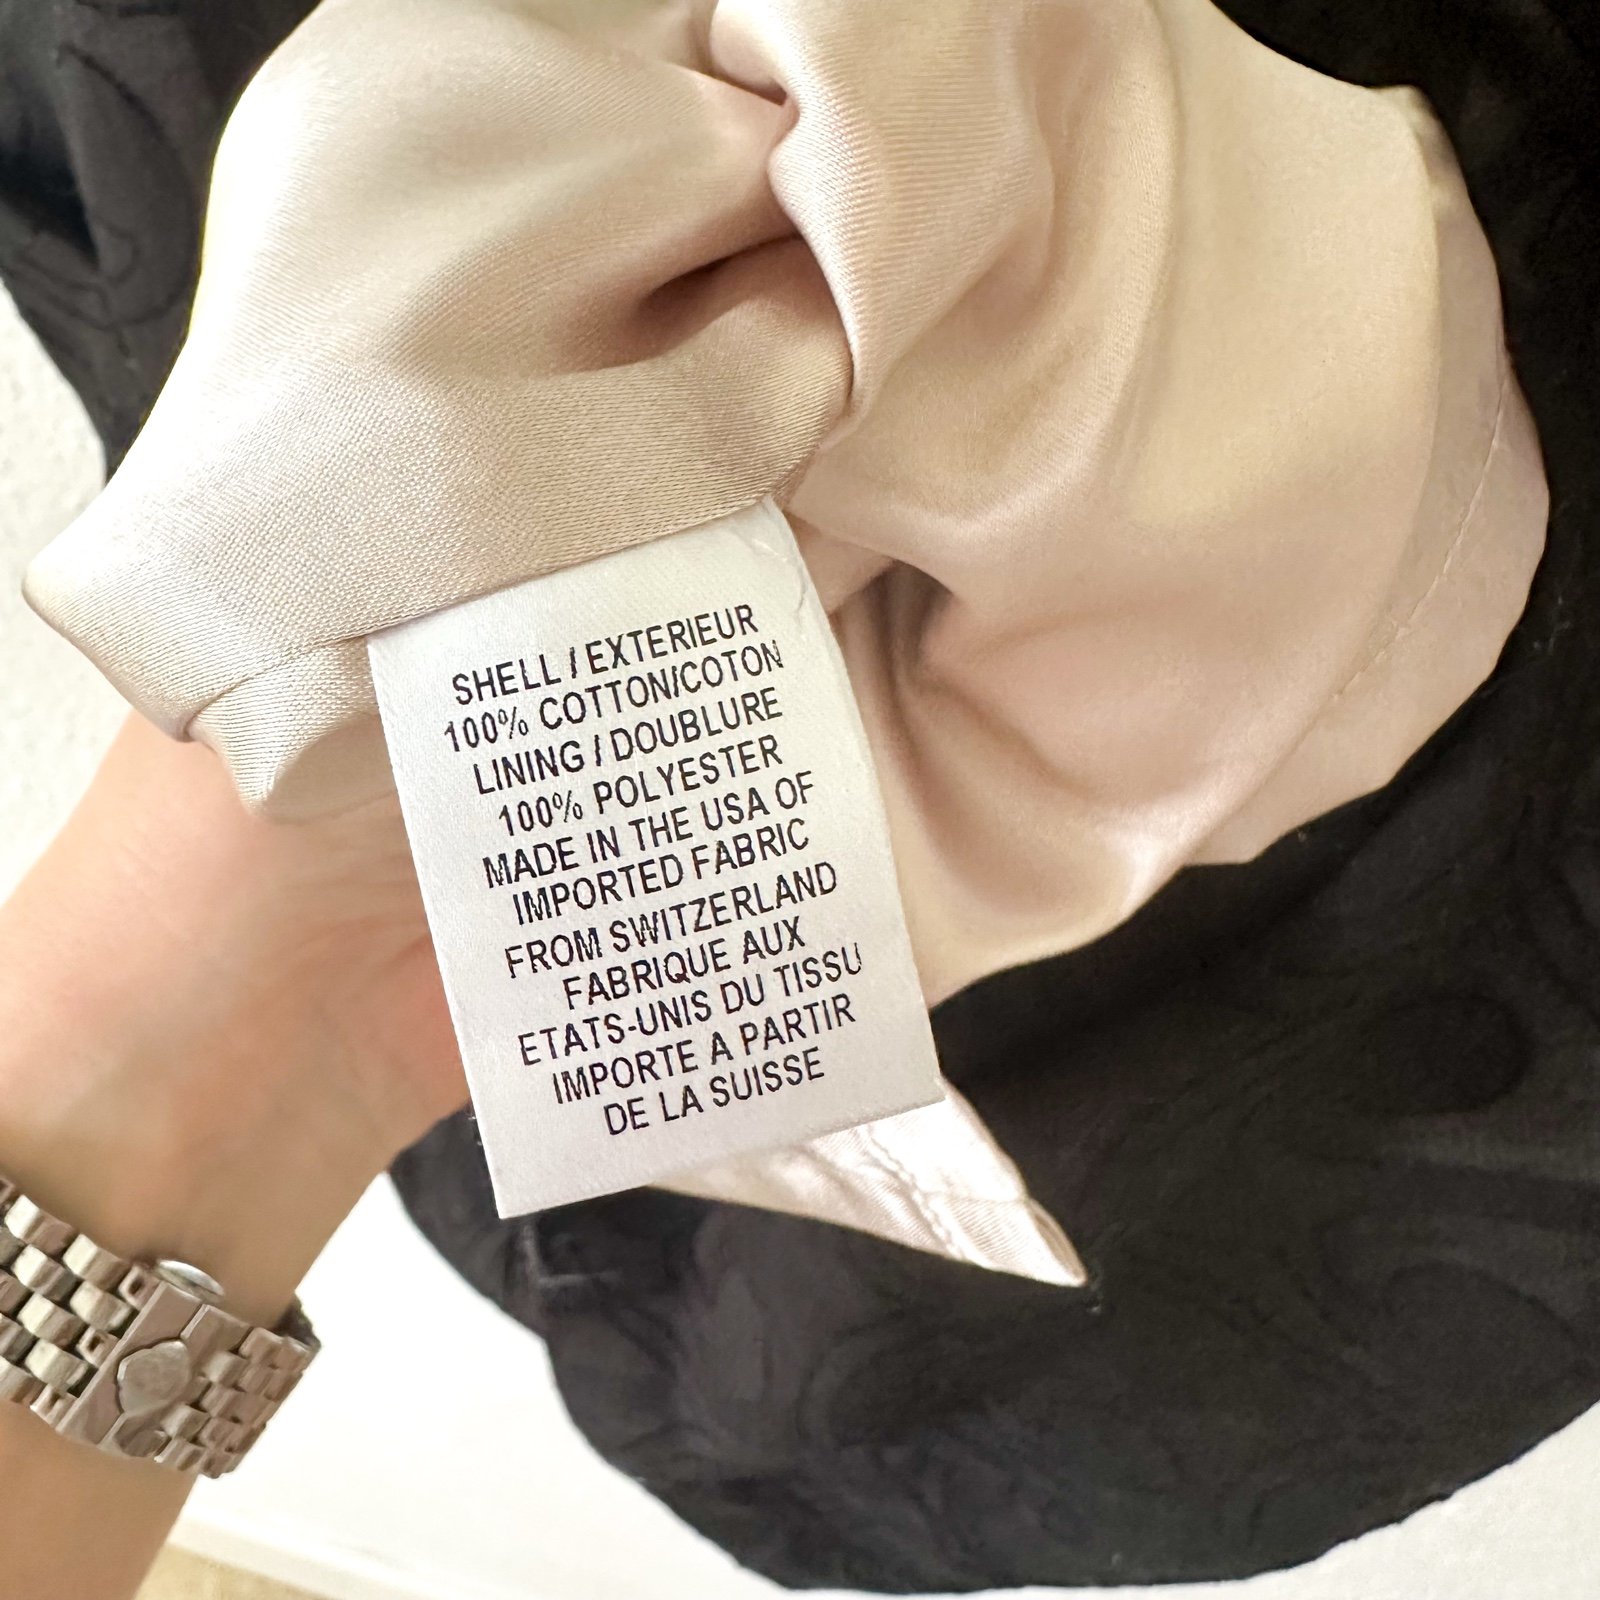 SHELL / EXTERIEUR
100% COTTON/COTON
LINING / DOUBLURE
100% POLYESTER
MADE IN THE USA OF
IMPORTED FABRIC
FROM SWITZERLAND
FABRIQUE AUX
ETATS-UNIS DU TISSU
IMPORTE A PARTIR
DE LA SUISSE